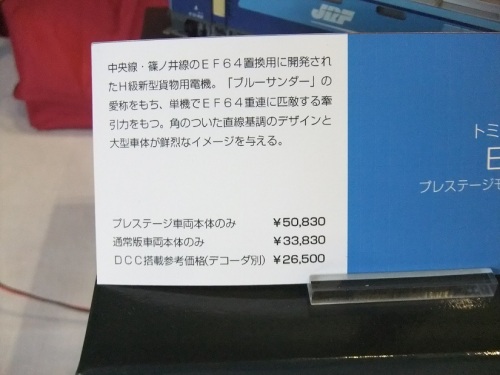 JRF
中央線・篠ノ井線のＥＦ６４置換用に開発され
たＨ級新型貨物用電機。「ブルーサンダー」の
愛称をもち、単機でＥＦ６４重連に匹敵する牽
引力をもつ。角のついた直線基調のデザインと
大型車体が鮮烈なイメージを与える。
プレステージ車両本体のみ ￥50,830
通常版車両本体のみ ￥33,830
ＤＣＣ搭載参考価格(デコーダ別) ￥26,500
トミ
E
プレステージモ